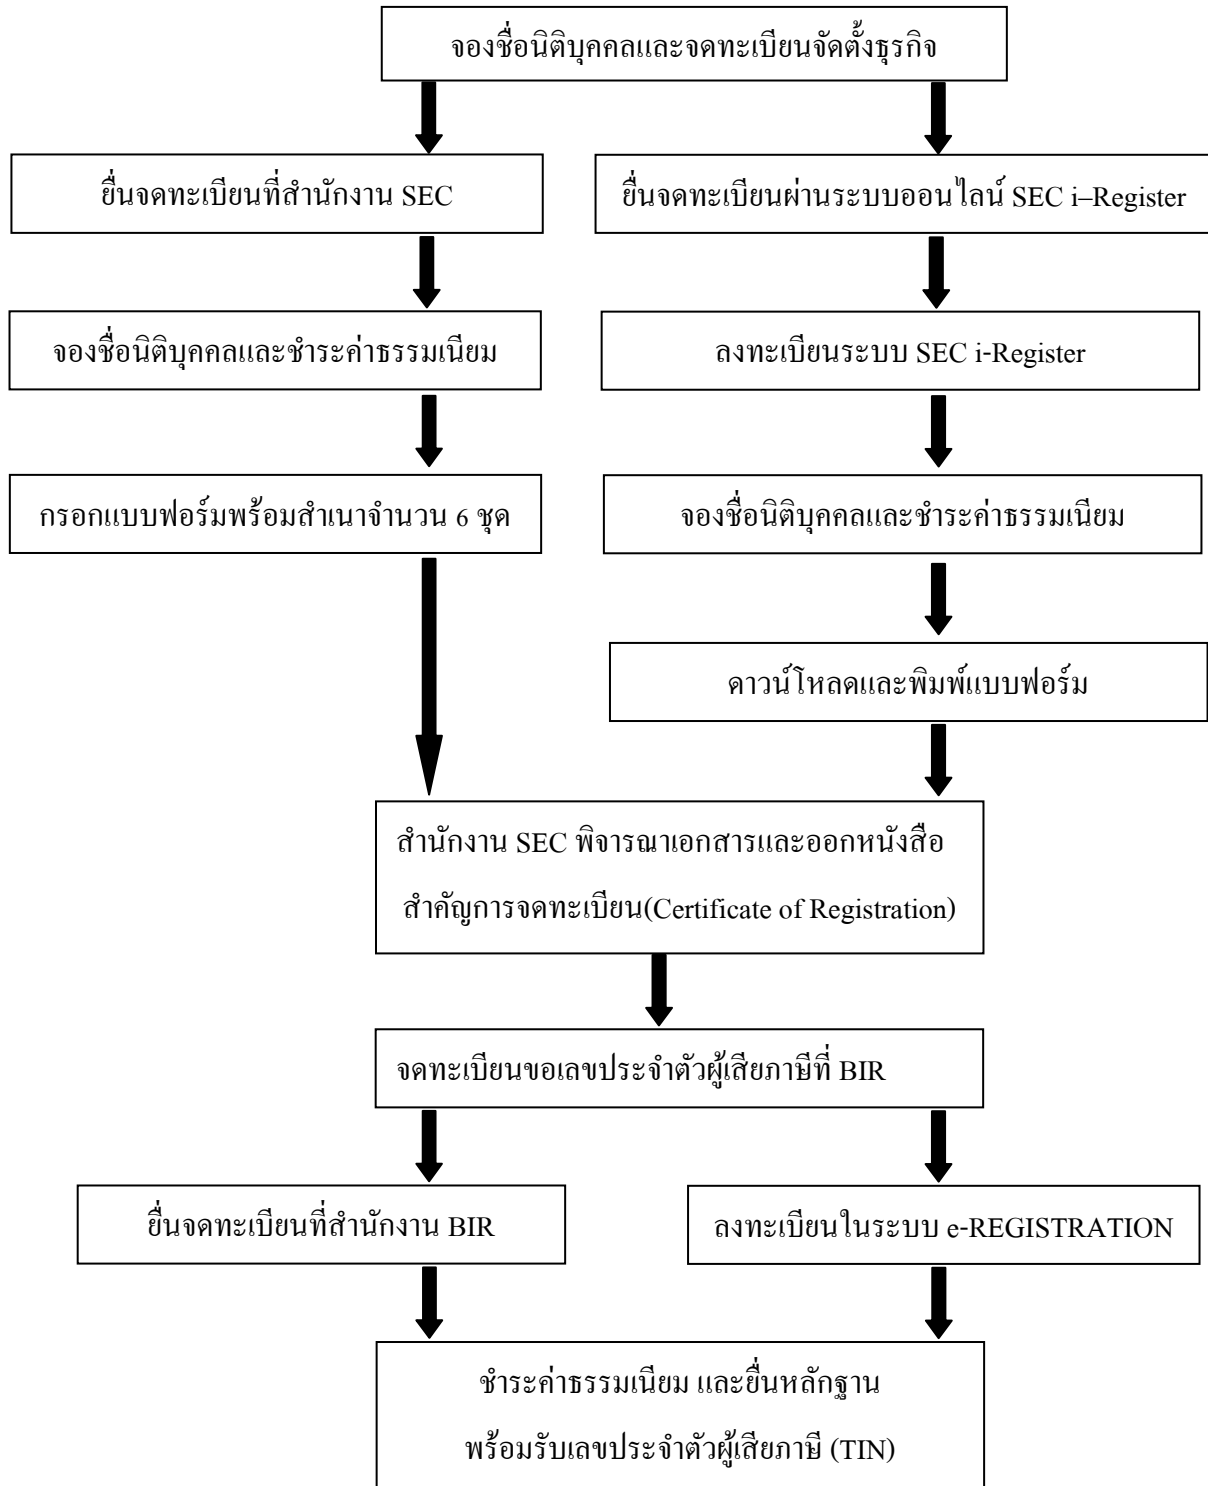 จองชื่อนิติบุคคลและจดทะเบียนจัดตั้งธุรกิจ
ยื่นจดทะเบียนที่สำนักงาน SEC
ยื่นจดทะเบียนผ่านระบบออนไลน์ SEC i–Register
จองชื่อนิติบุคคลและชำระค่าธรรมเนียม
ลงทะเบียนระบบ SEC i-Register
กรอกแบบฟอร์มพร้อมสำเนาจำนวน 6 ชุด
จองชื่อนิติบุคคลและชำระค่าธรรมเนียม
ดาวน์โหลดและพิมพ์แบบฟอร์ม
สำนักงาน SEC พิจารณาเอกสารและออกหนังสือ
สำคัญการจดทะเบียน(Certificate of Registration)
จดทะเบียนขอเลขประจำตัวผู้เสียภาษีที่ BIR
ยื่นจดทะเบียนที่สำนักงาน BIR
ลงทะเบียนในระบบ e-REGISTRATION
ชำระค่าธรรมเนียม และยื่นหลักฐาน
พร้อมรับเลขประจำตัวผู้เสียภาษี (TIN)